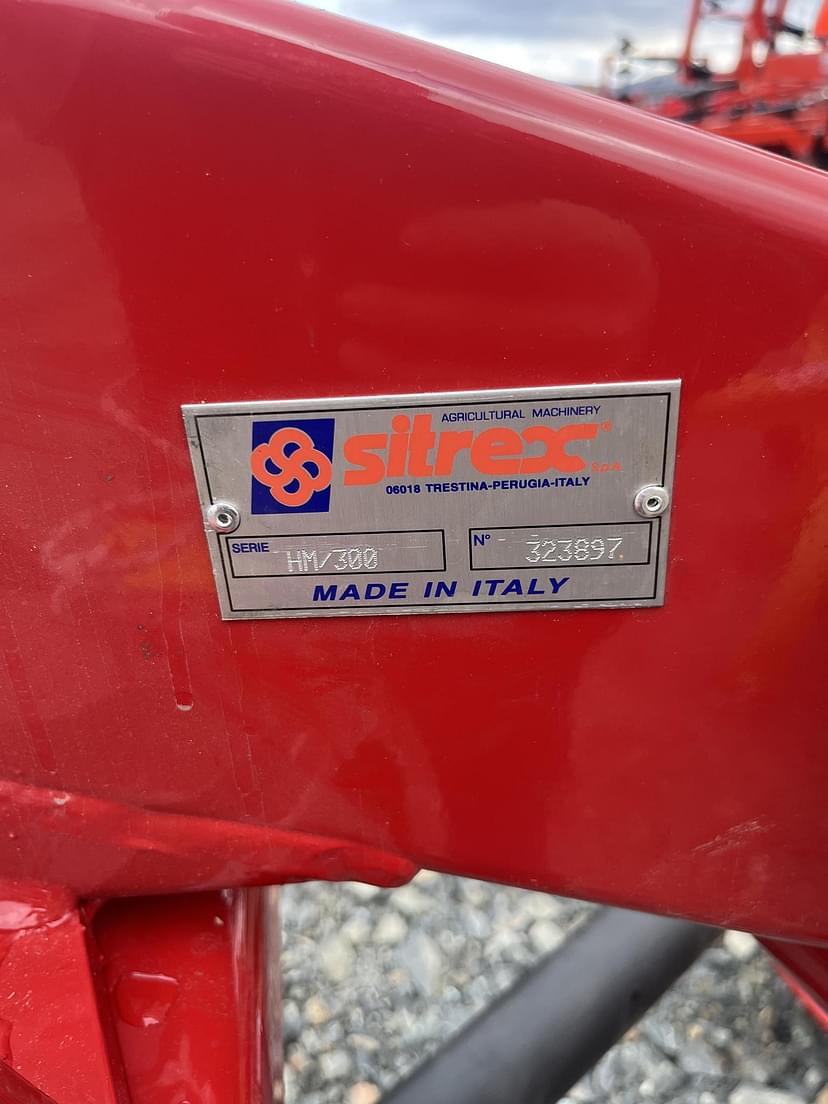 AGRICULTURAL MACHINERY
sitrex® S.p.A.
06018 TRESTINA-PERUGIA-ITALY
SERIE HM/300 N° 323897
MADE IN ITALY